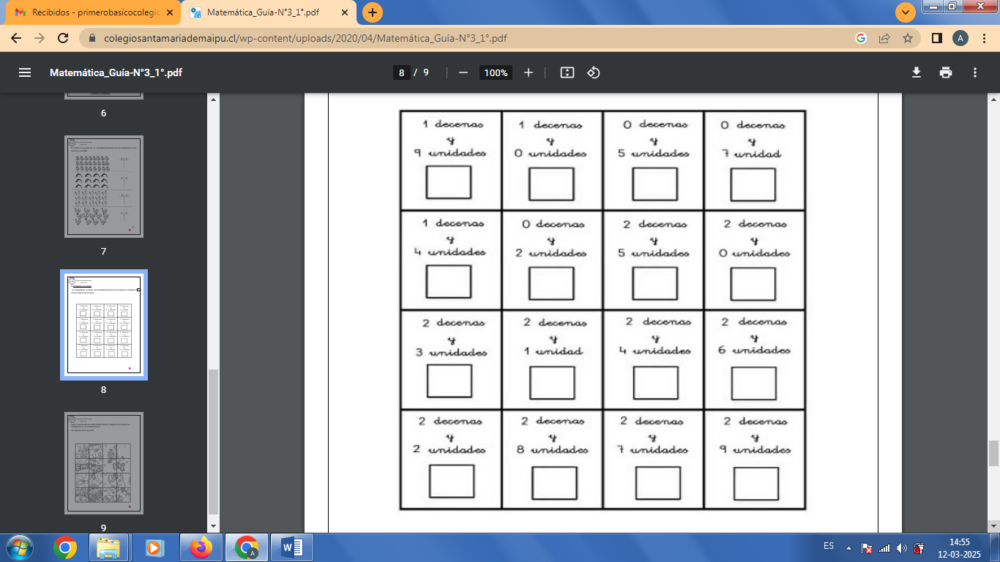 Recibidos - primerobasicocolegio
Matemática_Guía-N°3_1°.pdf
colegiosantamariademaipu.cl/wp-content/uploads/2020/04/Matemática_Guía-N°3_1°.pdf
A
Matemática_Guía-N°3_1°.pdf
8 / 9
100%
6
7
8
9
1 decenas
y
9 unidades
1 decenas
y
0 unidades
0 decenas
y
5 unidades
0 decenas
y
7 unidad
1 decenas
y
4 unidades
0 decenas
y
2 unidades
2 decenas
y
5 unidades
2 decenas
y
0 unidades
2 decenas
y
3 unidades
2 decenas
y
1 unidad
2 decenas
y
4 unidades
2 decenas
y
6 unidades
2 decenas
y
2 unidades
2 decenas
y
8 unidades
2 decenas
y
7 unidades
2 decenas
y
9 unidades
ES
14:55
12-03-2025